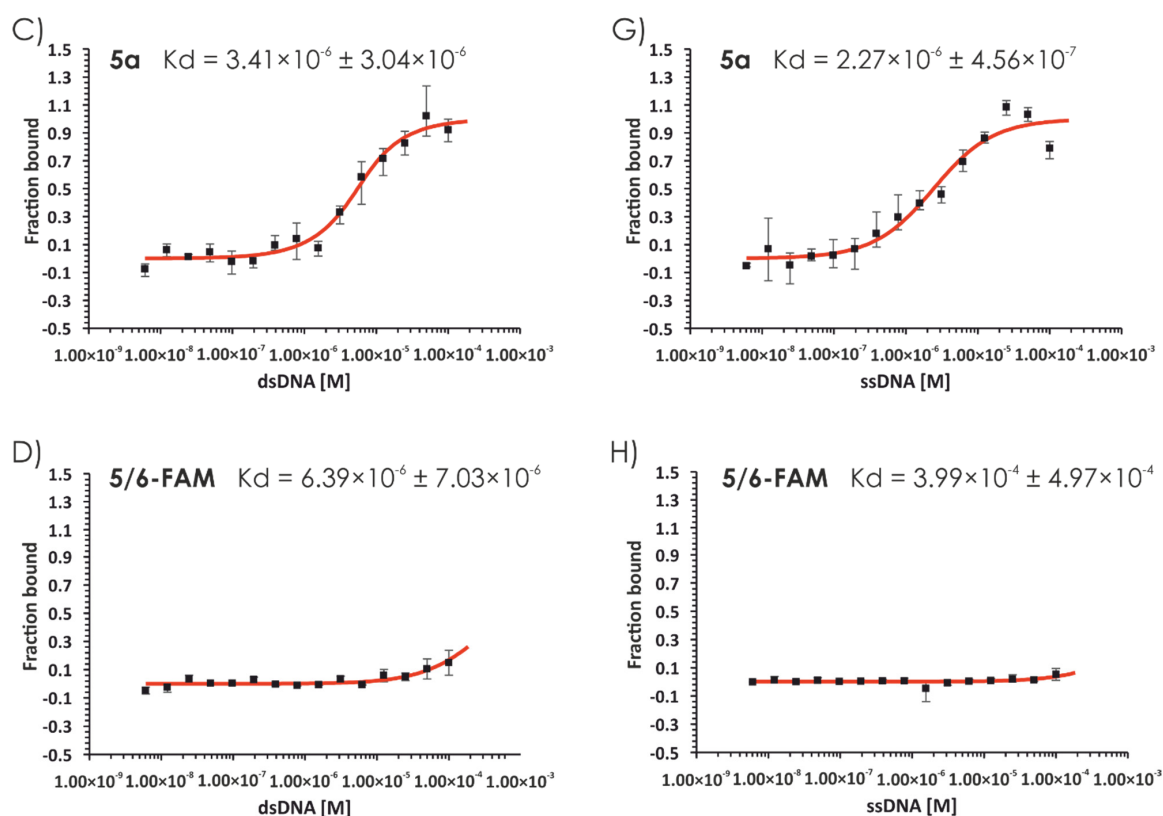 C)
5a Kd = 3.41×10⁻⁶ ± 3.04×10⁻⁶
1.5
1.3
1.1
0.9
0.7
0.5
0.3
0.1
-0.1
-0.3
-0.5
Fraction bound
1.00×10⁻⁹ 1.00×10⁻⁸ 1.00×10⁻⁷ 1.00×10⁻⁶ 1.00×10⁻⁵ 1.00×10⁻⁴ 1.00×10⁻³
dsDNA [M]
G)
5a Kd = 2.27×10⁻⁶ ± 4.56×10⁻⁷
1.5
1.3
1.1
0.9
0.7
0.5
0.3
0.1
-0.1
-0.3
-0.5
Fraction bound
1.00×10⁻⁹ 1.00×10⁻⁸ 1.00×10⁻⁷ 1.00×10⁻⁶ 1.00×10⁻⁵ 1.00×10⁻⁴ 1.00×10⁻³
ssDNA [M]
D)
5/6-FAM Kd = 6.39×10⁻⁶ ± 7.03×10⁻⁶
1.5
1.3
1.1
0.9
0.7
0.5
0.3
0.1
-0.1
-0.3
-0.5
Fraction bound
1.00×10⁻⁹ 1.00×10⁻⁸ 1.00×10⁻⁷ 1.00×10⁻⁶ 1.00×10⁻⁵ 1.00×10⁻⁴ 1.00×10⁻³
dsDNA [M]
H)
5/6-FAM Kd = 3.99×10⁻⁴ ± 4.97×10⁻⁴
1.5
1.3
1.1
0.9
0.7
0.5
0.3
0.1
-0.1
-0.3
-0.5
Fraction bound
1.00×10⁻⁹ 1.00×10⁻⁸ 1.00×10⁻⁷ 1.00×10⁻⁶ 1.00×10⁻⁵ 1.00×10⁻⁴ 1.00×10⁻³
ssDNA [M]